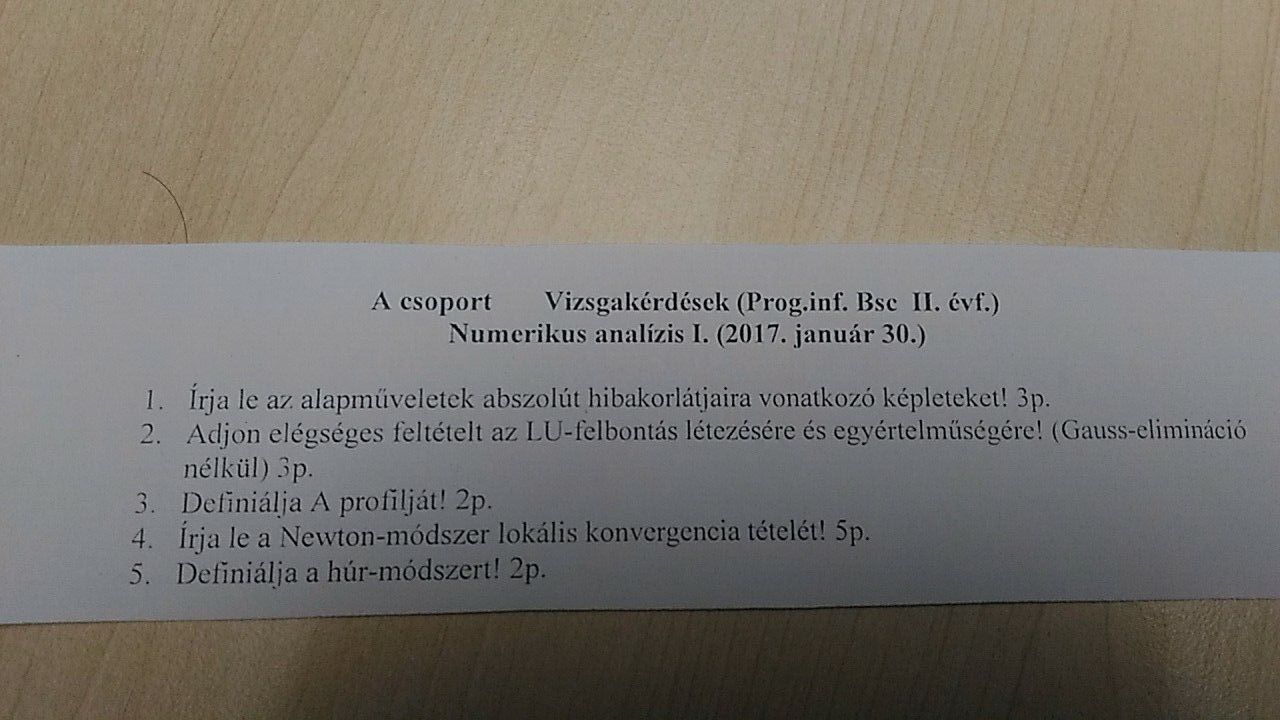 A csoport Vizsgakérdések (Prog.inf. Bsc II. évf.)
Numerikus analízis I. (2017. január 30.)
1. Írja le az alapműveletek abszolút hibakorlátjaira vonatkozó képleteket! 3p.
2. Adjon elégséges feltételt az LU-felbontás létezésére és egyértelműségére! (Gauss-elimináció
nélkül) 3p.
3. Definiálja A profilját! 2p.
4. Írja le a Newton-módszer lokális konvergencia tételét! 5p.
5. Definiálja a húr-módszert! 2p.